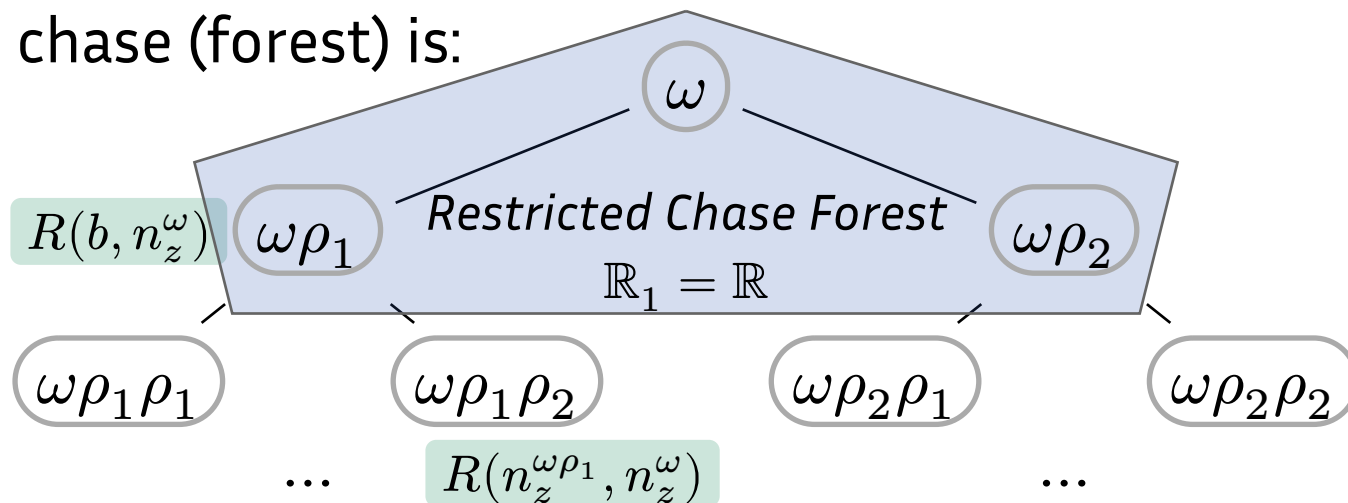 chase (forest) is:
ω
R(b, n_z^ω) ωρ₁ Restricted Chase Forest ωρ₂
ℝ₁ = ℝ
ωρ₁ρ₁ ωρ₁ρ₂ ωρ₂ρ₁ ωρ₂ρ₂
... R(n_z^{ωρ₁}, n_z^ω) ...